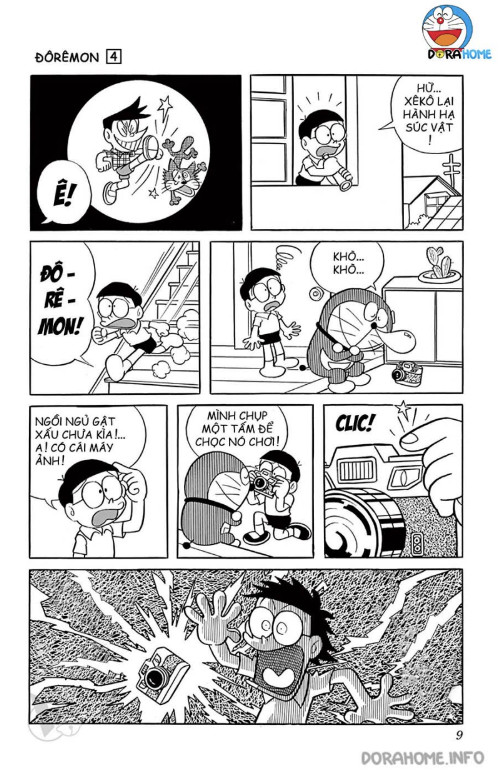 DORAHOME
ĐÔRÊMON 4
Ê!
HỪ...
XÊKÔ LẠI
HÀNH HẠ
SÚC VẬT
!
ĐÔ -
RÊ -
MON!
KHÒ...
KHÒ...
NGỒI NGỦ GẬT
XẤU CHƯA KÌA!...
A! CÓ CÁI MÁY
ẢNH!
MÌNH CHỤP
MỘT TẤM ĐỂ
CHỌC NÓ CHƠI!
CLIC!
9
DORAHOME.INFO